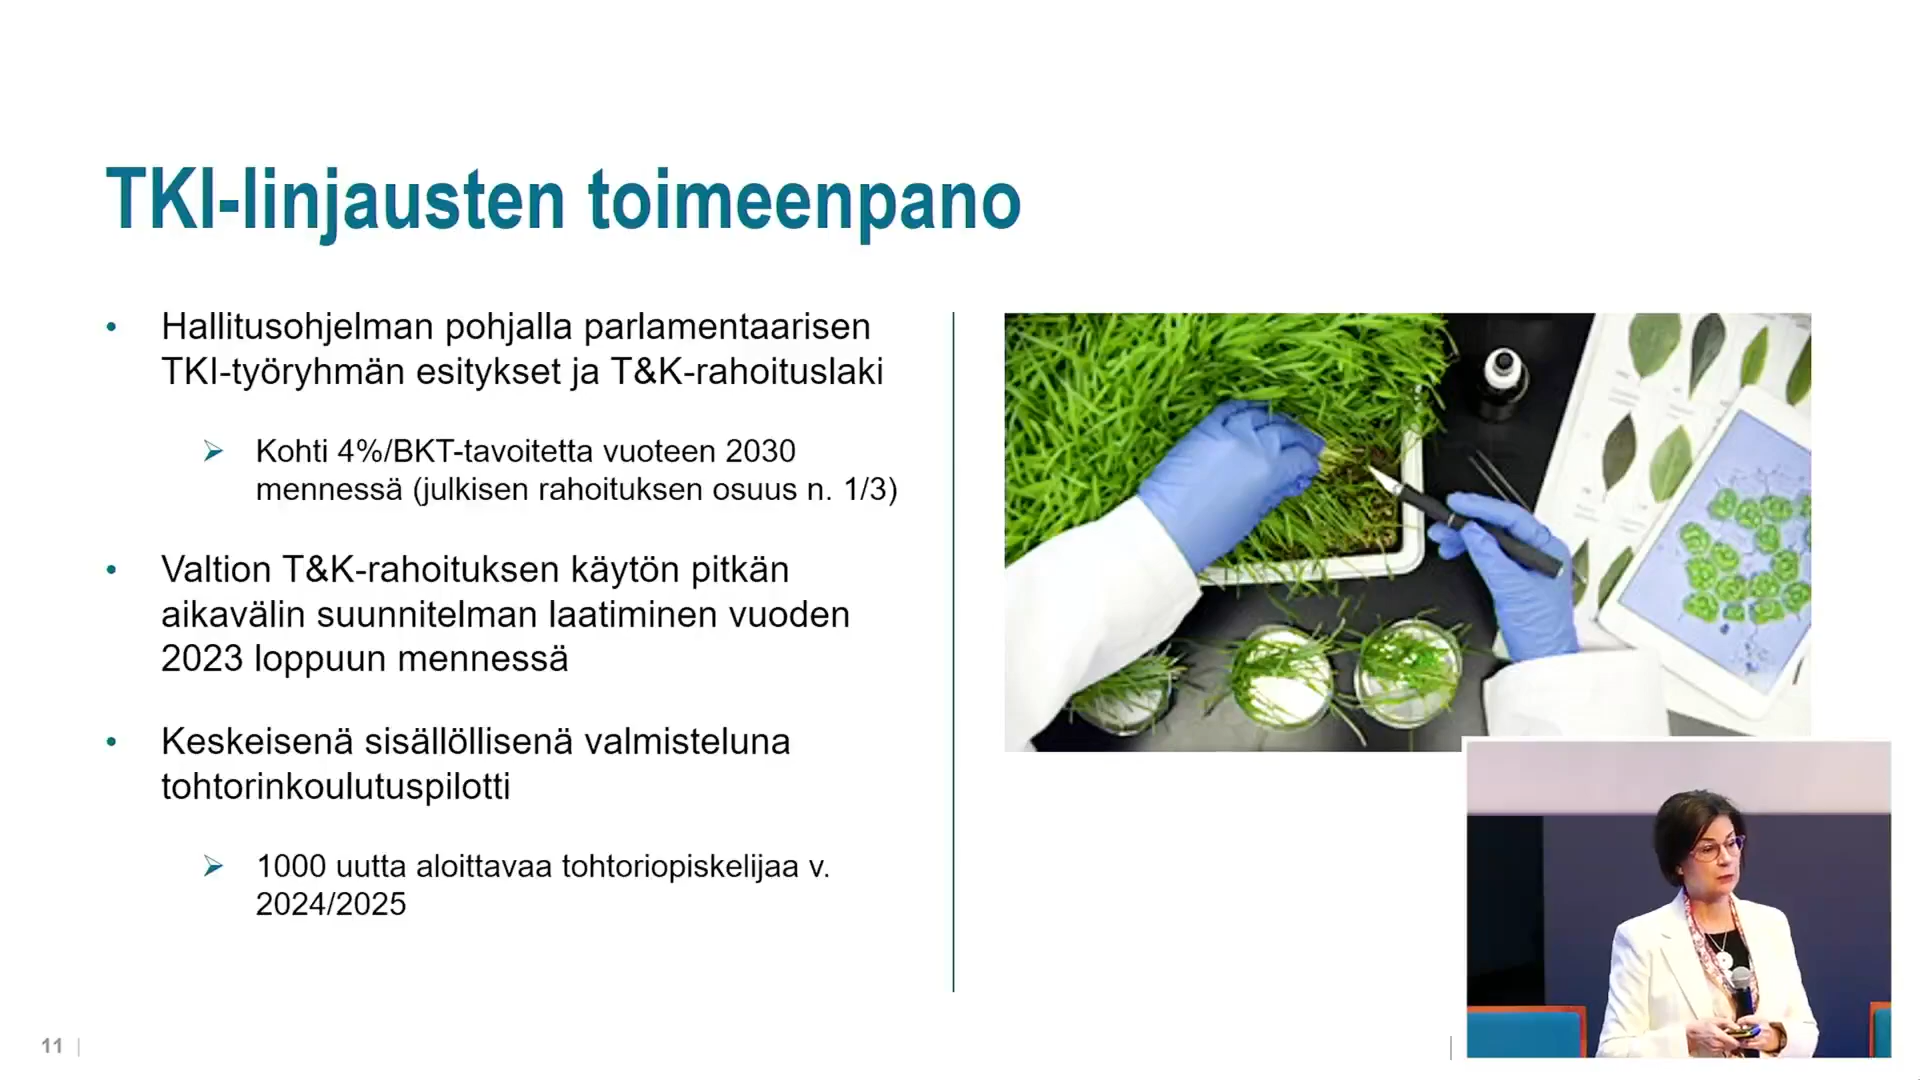 TKI-linjausten toimeenpano
• Hallitusohjelman pohjalla parlamentaarisen
TKI-työryhmän esitykset ja T&K-rahoituslaki
➢ Kohti 4%/BKT-tavoitetta vuoteen 2030
mennessä (julkisen rahoituksen osuus n. 1/3)
• Valtion T&K-rahoituksen käytön pitkän
aikavälin suunnitelman laatiminen vuoden
2023 loppuun mennessä
• Keskeisenä sisällöllisenä valmisteluna
tohtorinkoulutuspilotti
➢ 1000 uutta aloittavaa tohtoriopiskelijaa v.
2024/2025
11 |